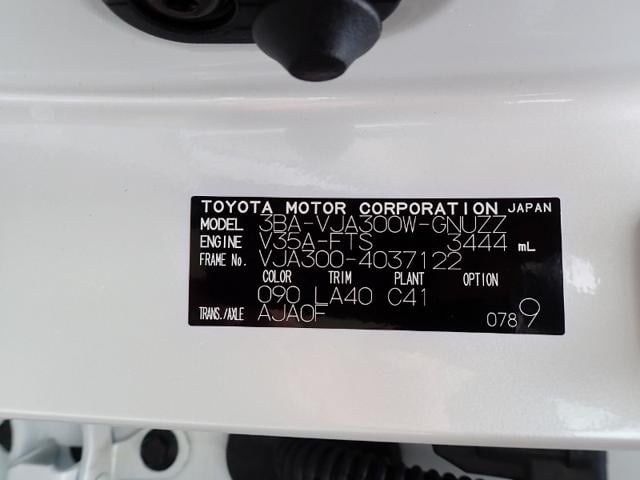 TOYOTA MOTOR CORPORATION JAPAN
MODEL 3BA-VJA300W-GNUZZ
ENGINE V35A-FTS 3444 mL
FRAME No. VJA300-4037122
COLOR TRIM PLANT OPTION
090 LA40 C41
TRANS./AXLE AJA0F 0789